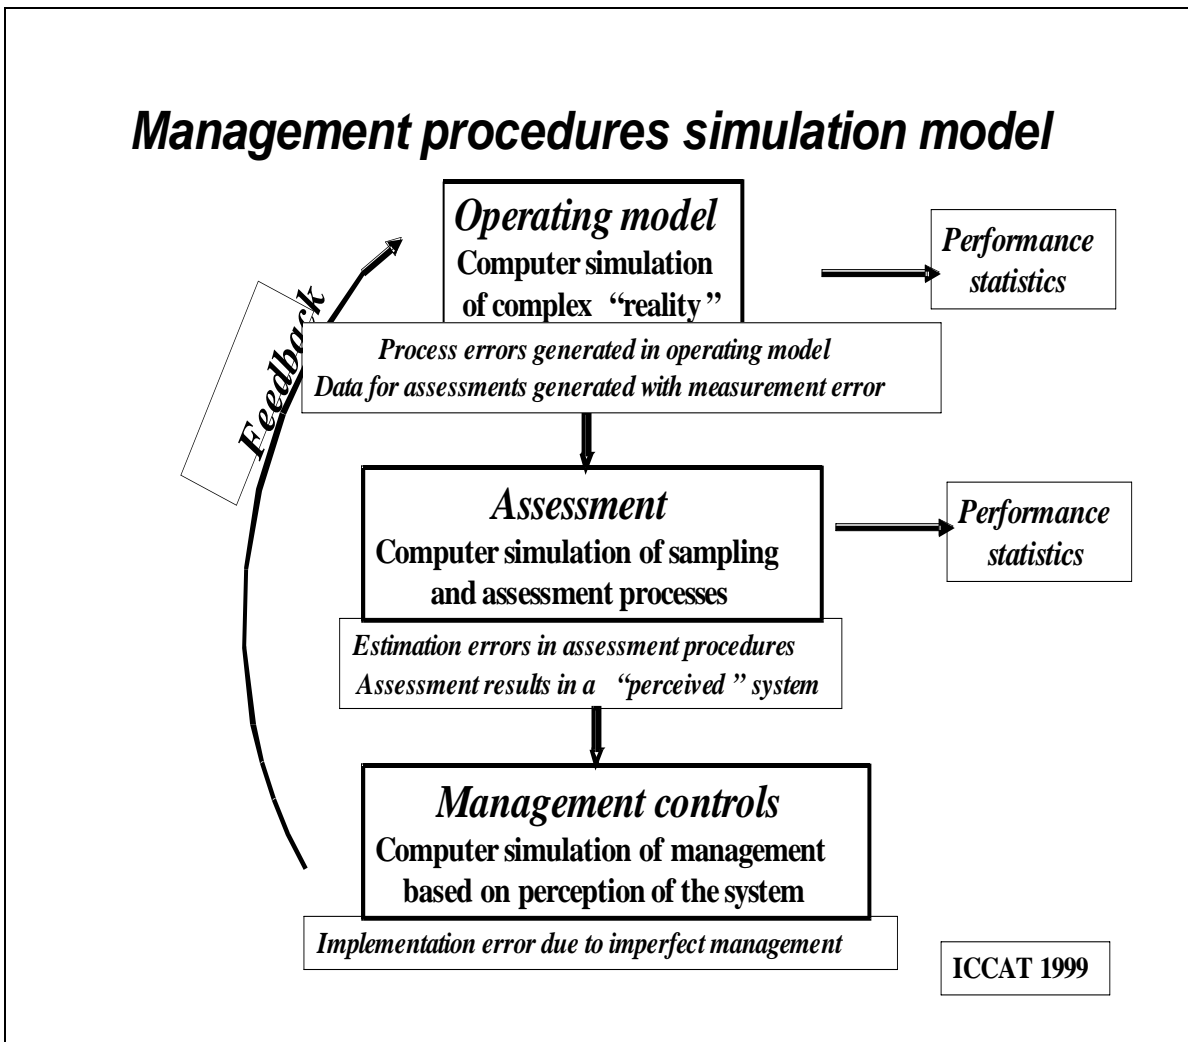 Management procedures simulation model
Operating model
Computer simulation
of complex “reality ”
Performance
statistics
Feedback
Process errors generated in operating model
Data for assessments generated with measurement error
Assessment
Computer simulation of sampling
and assessment processes
Performance
statistics
Estimation errors in assessment procedures
Assessment results in a “perceived ” system
Management controls
Computer simulation of management
based on perception of the system
Implementation error due to imperfect management
ICCAT 1999